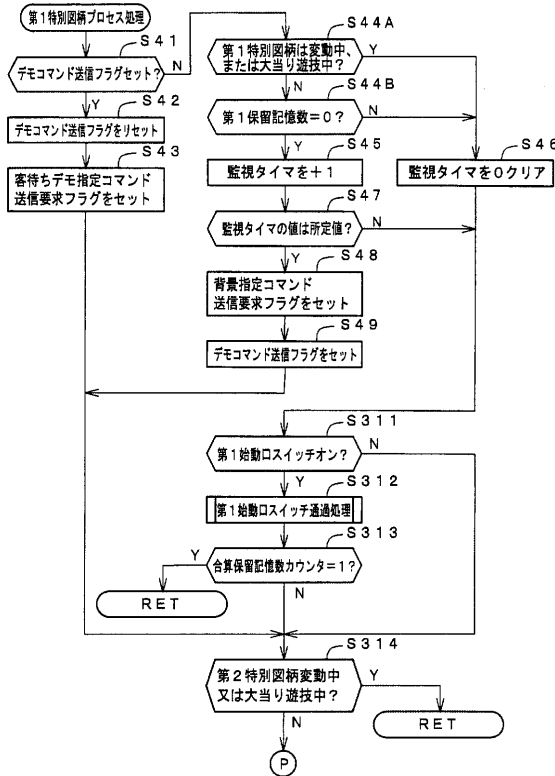 第1特別図柄プロセス処理
S41
デモコマンド送信フラグセット?
N
Y
S42
デモコマンド送信フラグをリセット
S43
客待ちデモ指定コマンド
送信要求フラグをセット
S44A
第1特別図柄は変動中、
または大当り遊技中?
Y
N
S44B
第1保留記憶数=0?
N
Y
S45
監視タイマを+1
S46
監視タイマを0クリア
S47
監視タイマの値は所定値?
N
Y
S48
背景指定コマンド
送信要求フラグをセット
S49
デモコマンド送信フラグをセット
S311
第1始動口スイッチオン?
N
Y
S312
第1始動口スイッチ通過処理
S313
合算保留記憶数カウンタ=1?
Y
N
RET
S314
第2特別図柄変動中
又は大当り遊技中?
Y
N
RET
P